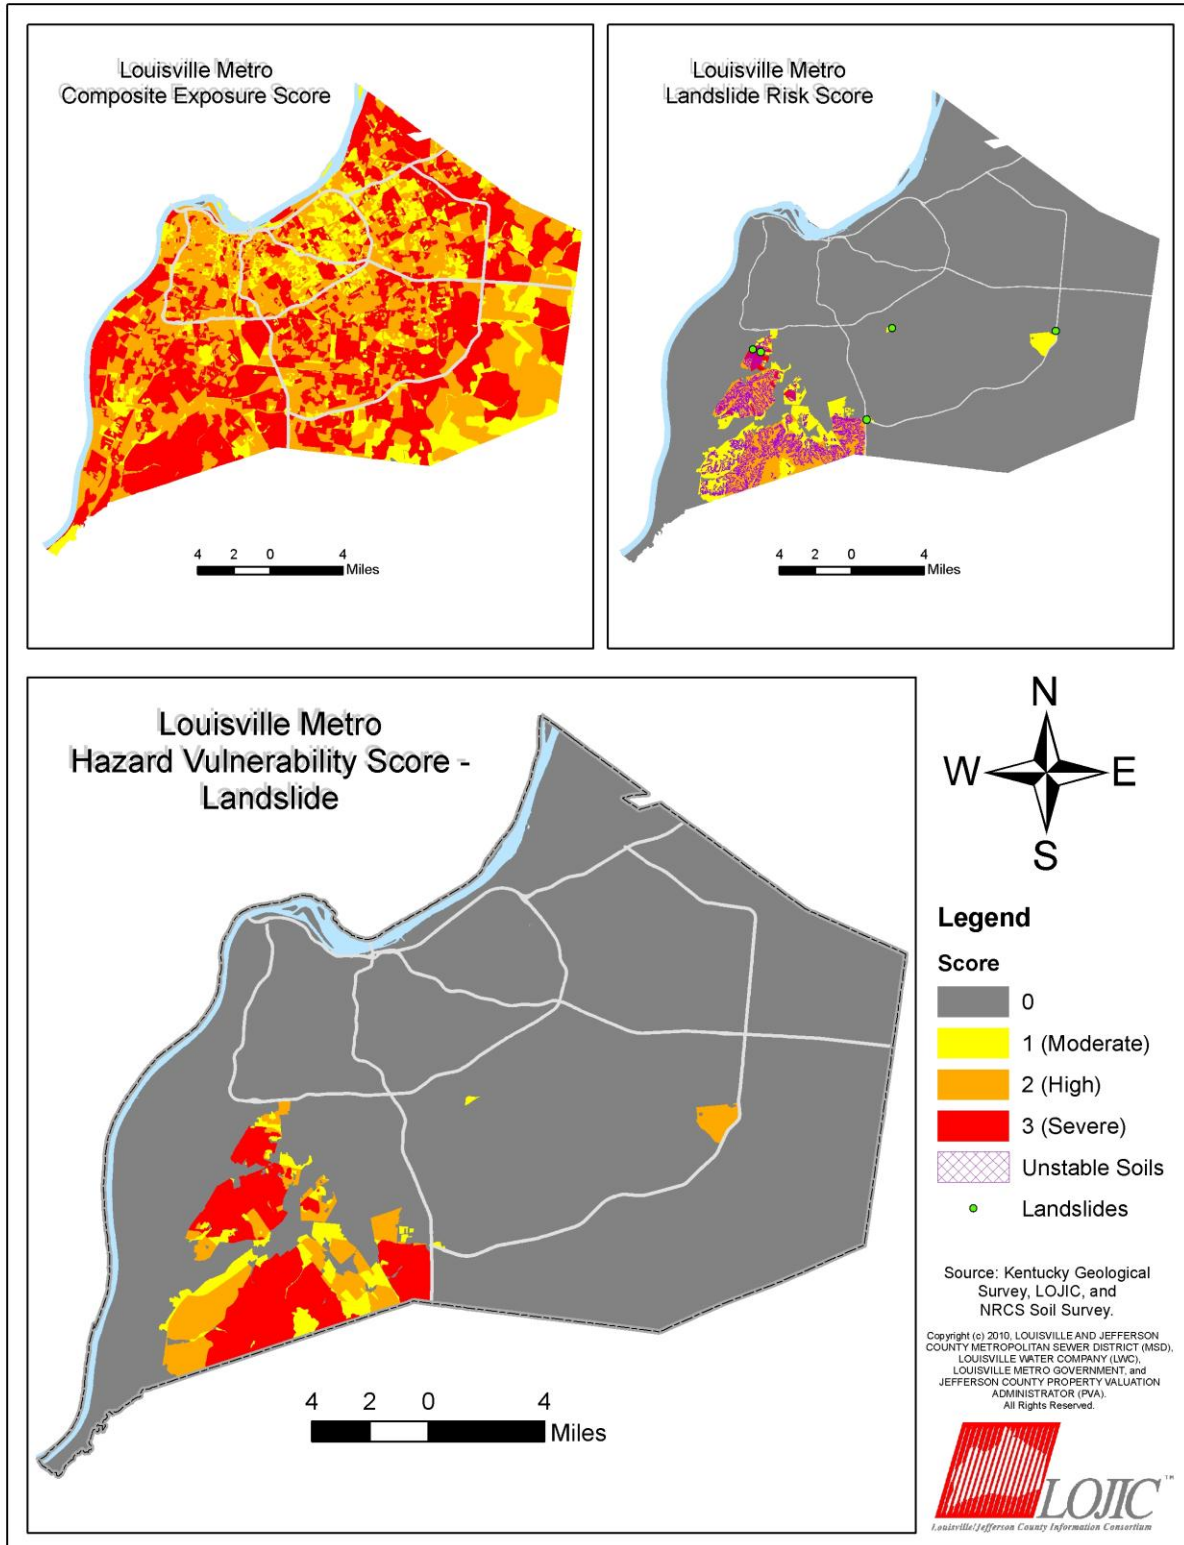 Louisville Metro
Composite Exposure Score
4 2 0 4
Miles
Louisville Metro
Landslide Risk Score
4 2 0 4
Miles
Louisville Metro
Hazard Vulnerability Score -
Landslide
4 2 0 4
Miles
N
W E
S
Legend
Score
0
1 (Moderate)
2 (High)
3 (Severe)
Unstable Soils
Landslides
Source: Kentucky Geological
Survey, LOJIC, and
NRCS Soil Survey.
Copyright (c) 2010, LOUISVILLE AND JEFFERSON
COUNTY METROPOLITAN SEWER DISTRICT (MSD),
LOUISVILLE WATER COMPANY (LWC),
LOUISVILLE METRO GOVERNMENT, and
JEFFERSON COUNTY PROPERTY VALUATION
ADMINISTRATOR (PVA).
All Rights Reserved.
LOJIC™
Louisville/Jefferson County Information Consortium